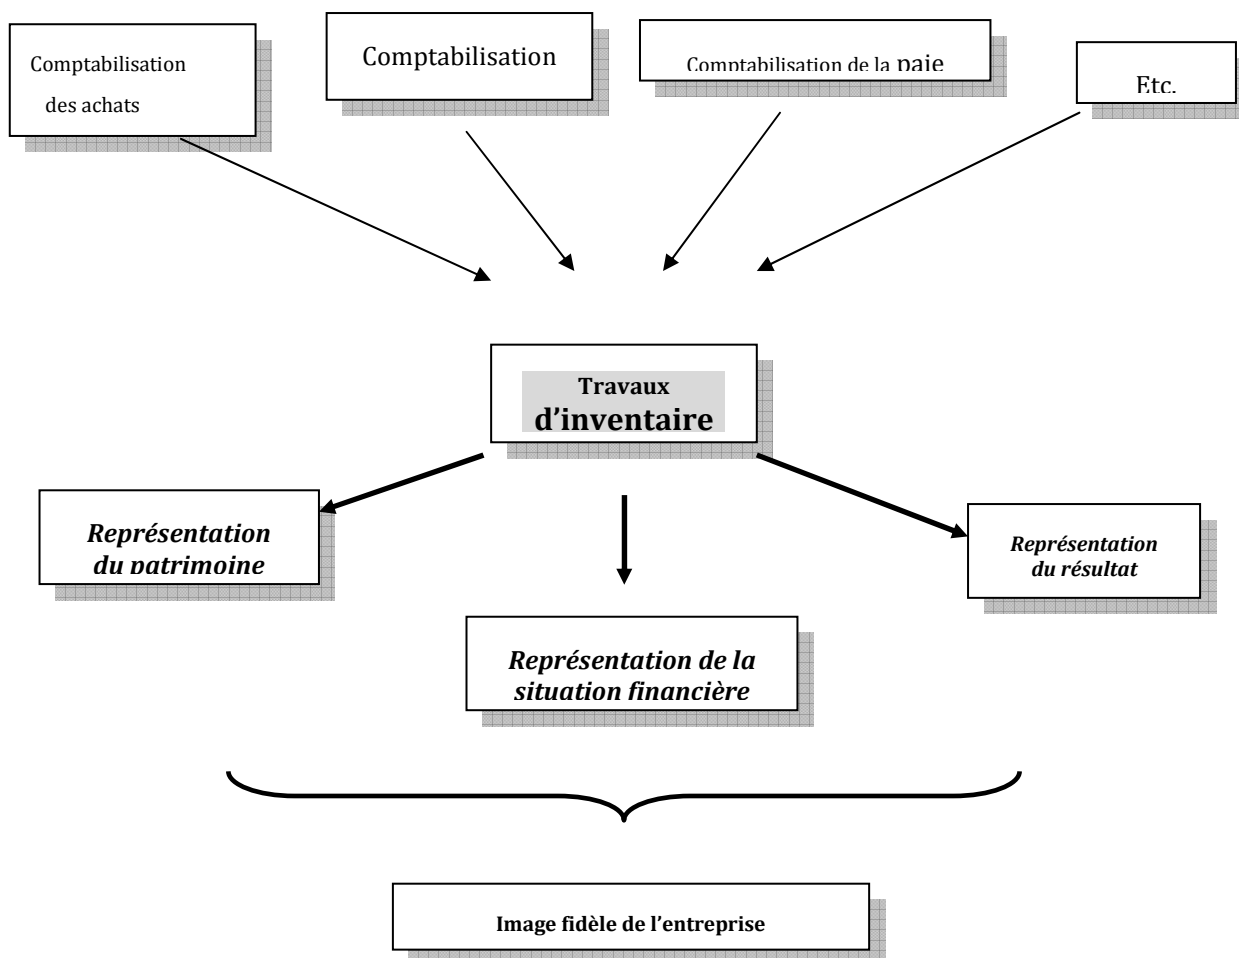 Comptabilisation
des achats
Comptabilisation
Comptabilisation de la paie
Etc.
Travaux
d’inventaire
Représentation
du patrimoine
Représentation
du résultat
Représentation de la
situation financière
Image fidèle de l’entreprise